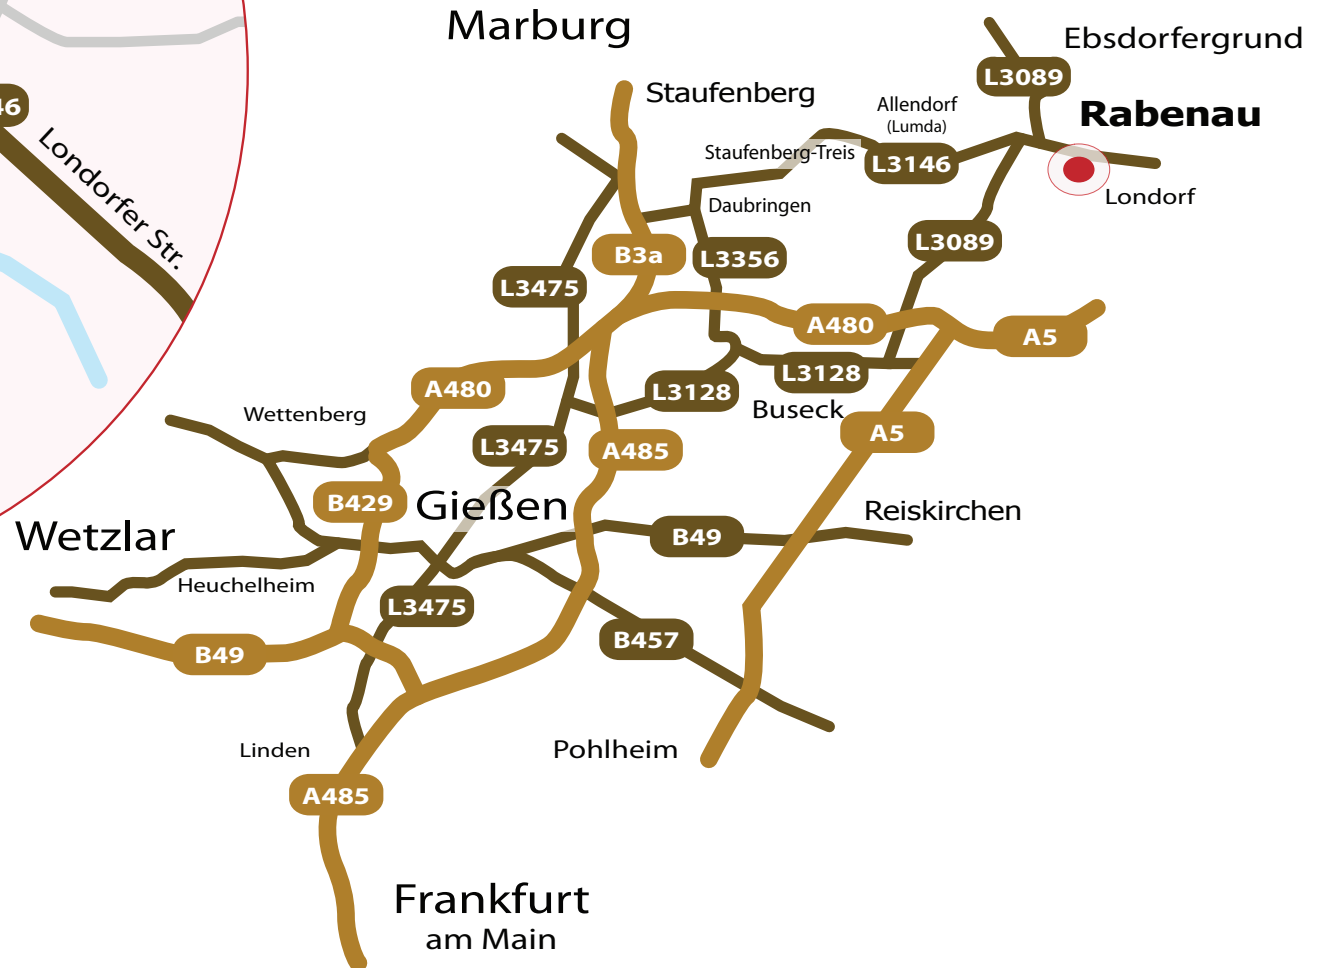 Marburg
Ebsdorfergrund
L3089
Staufenberg
46
Allendorf
(Lumda)
Rabenau
Londorfer Str.
Staufenberg-Treis
L3146
Londorf
Daubringen
B3a
L3356
L3089
L3475
A480
A5
L3128
A480
L3128
Wettenberg
Buseck
A5
L3475
A485
B429
Gießen
Reiskirchen
Wetzlar
B49
Heuchelheim
L3475
B457
B49
Linden
Pohlheim
A485
Frankfurt
am Main